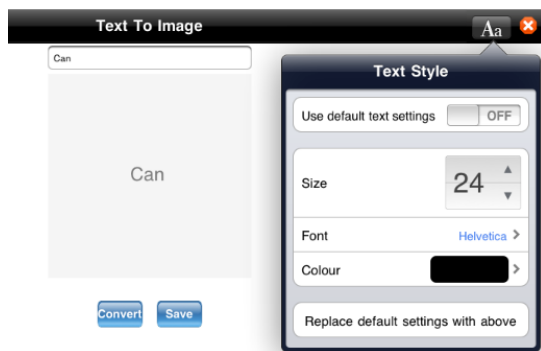 Text To Image
Aa
Can
Can
Convert
Save
Text Style
Use default text settings
OFF
Size
24
Font
Helvetica
Colour
Replace default settings with above